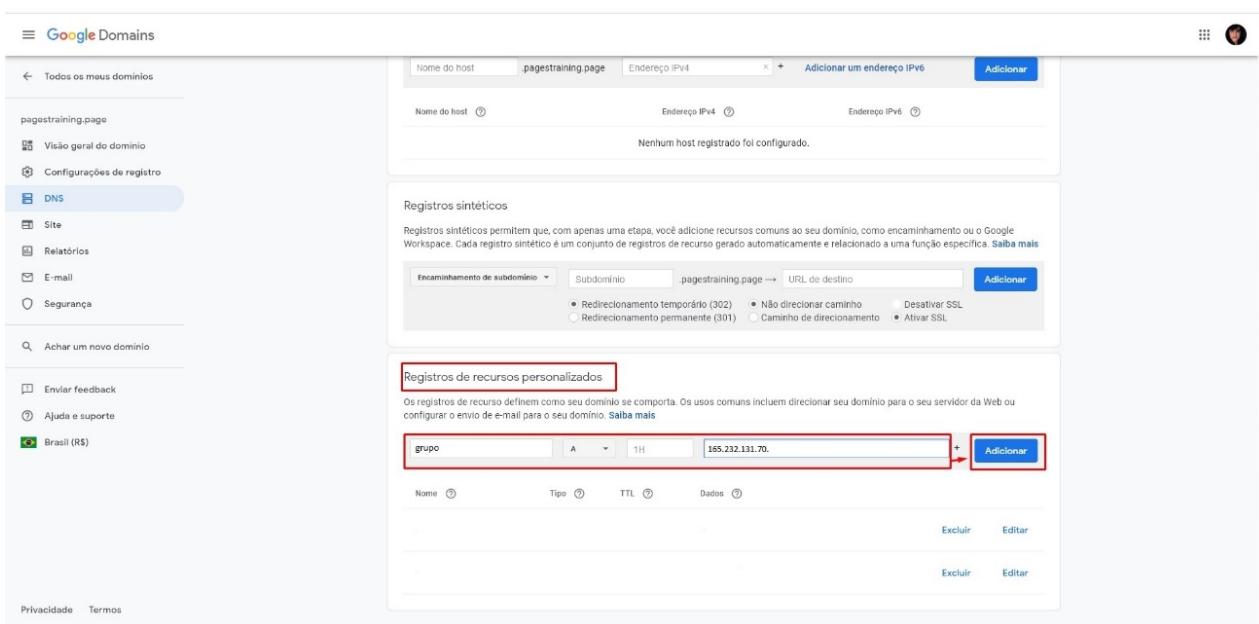 Google Domains
Todos os meus domínios
pagestraining.page
Visão geral do domínio
Configurações de registro
DNS
Site
Relatórios
E-mail
Segurança
Achar um novo domínio
Enviar feedback
Ajuda e suporte
Brasil (R$)
Privacidade Termos
Nome do host .pagestraining.page Endereço IPv4 × + Adicionar um endereço IPv6 Adicionar
Nome do host Endereço IPv4 Endereço IPv6
Nenhum host registrado foi configurado.
Registros sintéticos
Registros sintéticos permitem que, com apenas uma etapa, você adicione recursos comuns ao seu domínio, como encaminhamento ou o Google
Workspace. Cada registro sintético é um conjunto de registros de recurso gerado automaticamente e relacionado a uma função específica. Saiba mais
Encaminhamento de subdomínio Subdomínio .pagestraining.page → URL de destino Adicionar
Redirecionamento temporário (302) Não direcionar caminho Desativar SSL
Redirecionamento permanente (301) Caminho de direcionamento Ativar SSL
Registros de recursos personalizados
Os registros de recurso definem como seu domínio se comporta. Os usos comuns incluem direcionar seu domínio para o seu servidor da Web ou
configurar o envio de e-mail para o seu domínio. Saiba mais
grupo A 1H 165.232.131.70. + Adicionar
Nome Tipo TTL Dados
Excluir Editar
Excluir Editar